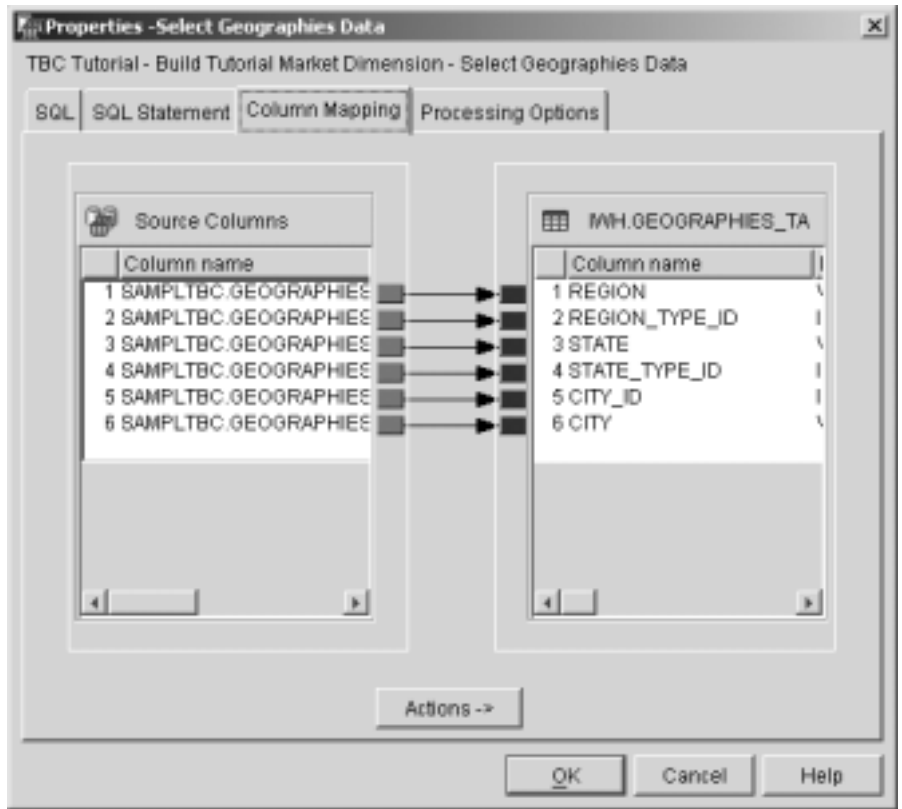 Properties -Select Geographies Data
TBC Tutorial - Build Tutorial Market Dimension - Select Geographies Data
SQL SQL Statement Column Mapping Processing Options
Source Columns
Column name
1 SAMPLTBC.GEOGRAPHIES
2 SAMPLTBC.GEOGRAPHIES
3 SAMPLTBC.GEOGRAPHIES
4 SAMPLTBC.GEOGRAPHIES
5 SAMPLTBC.GEOGRAPHIES
6 SAMPLTBC.GEOGRAPHIES
IWH.GEOGRAPHIES_TA
Column name
1 REGION
2 REGION_TYPE_ID
3 STATE
4 STATE_TYPE_ID
5 CITY_ID
6 CITY
Actions ->
OK Cancel Help